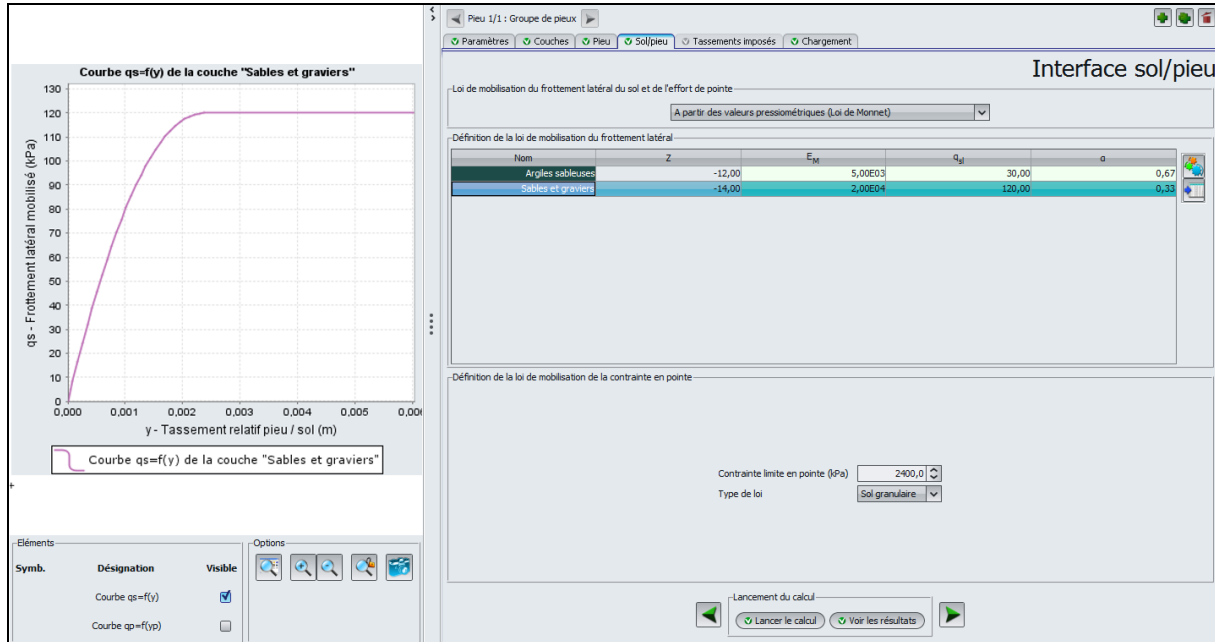 Courbe qs=f(y) de la couche "Sables et graviers"
130
120
110
100
90
80
70
60
50
40
30
20
10
0
qs - Frottement latéral mobilisé (kPa)
0,000 0,001 0,002 0,003 0,004 0,005 0,006
y - Tassement relatif pieu / sol (m)
Courbe qs=f(y) de la couche "Sables et graviers"
Eléments
Symb. Désignation Visible
Courbe qs=f(y)
Courbe qp=f(yp)
Options
Pieu 1/1 : Groupe de pieux
Paramètres Couches Pieu Sol/pieu Tassements imposés Chargement
Interface sol/pieu
Loi de mobilisation du frottement latéral du sol et de l'effort de pointe
A partir des valeurs pressiométriques (Loi de Monnet)
Définition de la loi de mobilisation du frottement latéral
Nom Z E_M q_sl α
Argiles sableuses -12,00 5,00E03 30,00 0,67
Sables et graviers -14,00 2,00E04 120,00 0,33
Définition de la loi de mobilisation de la contrainte en pointe
Contrainte limite en pointe (kPa) 2400,0
Type de loi Sol granulaire
Lancement du calcul
Lancer le calcul Voir les résultats